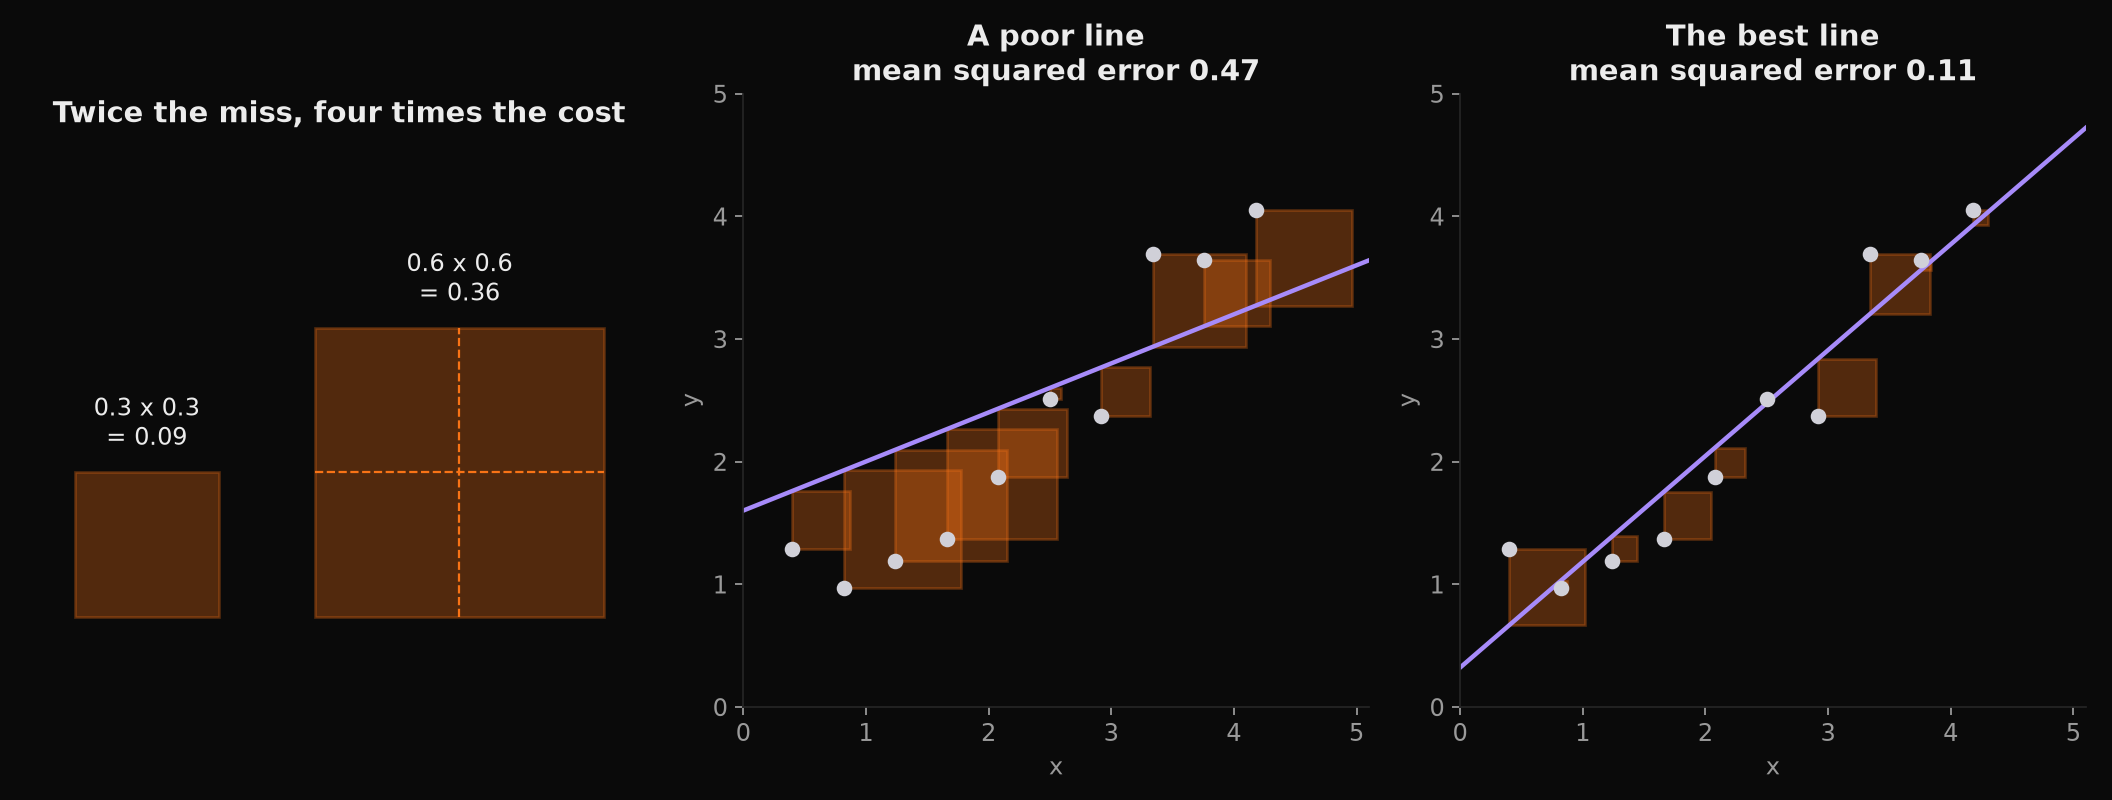 Twice the miss, four times the cost
0.3 x 0.3
= 0.09
0.6 x 0.6
= 0.36
A poor line
mean squared error 0.47
5
4
3
2
1
0
y
0 1 2 3 4 5
x
The best line
mean squared error 0.11
5
4
3
2
1
0
y
0 1 2 3 4 5
x